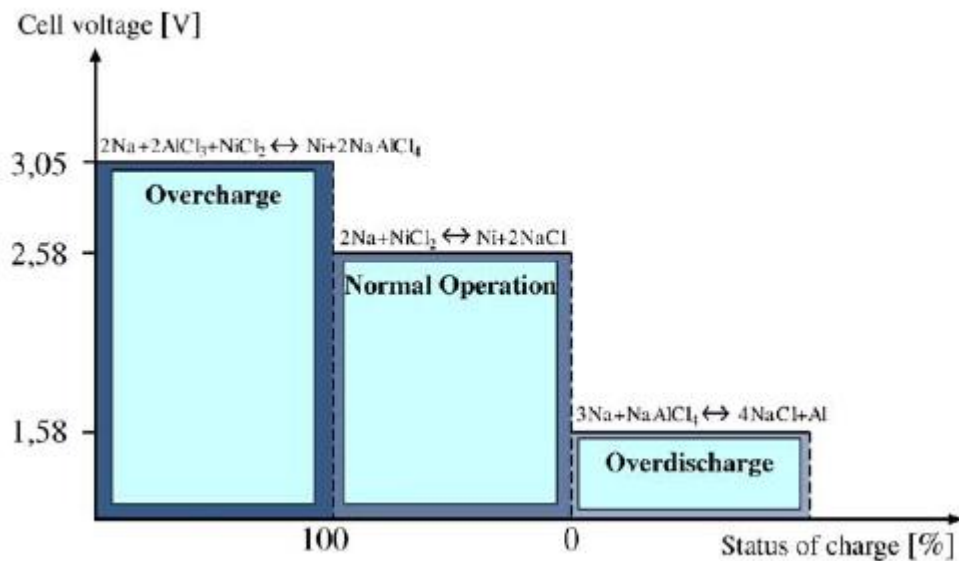 Cell voltage [V]
2Na+2AlCl₃+NiCl₂ ↔ Ni+2NaAlCl₄
3,05
Overcharge
2Na+NiCl₂ ↔ Ni+2NaCl
2,58
Normal Operation
3Na+NaAlCl₄ ↔ 4NaCl+Al
1,58
Overdischarge
100
0
Status of charge [%]